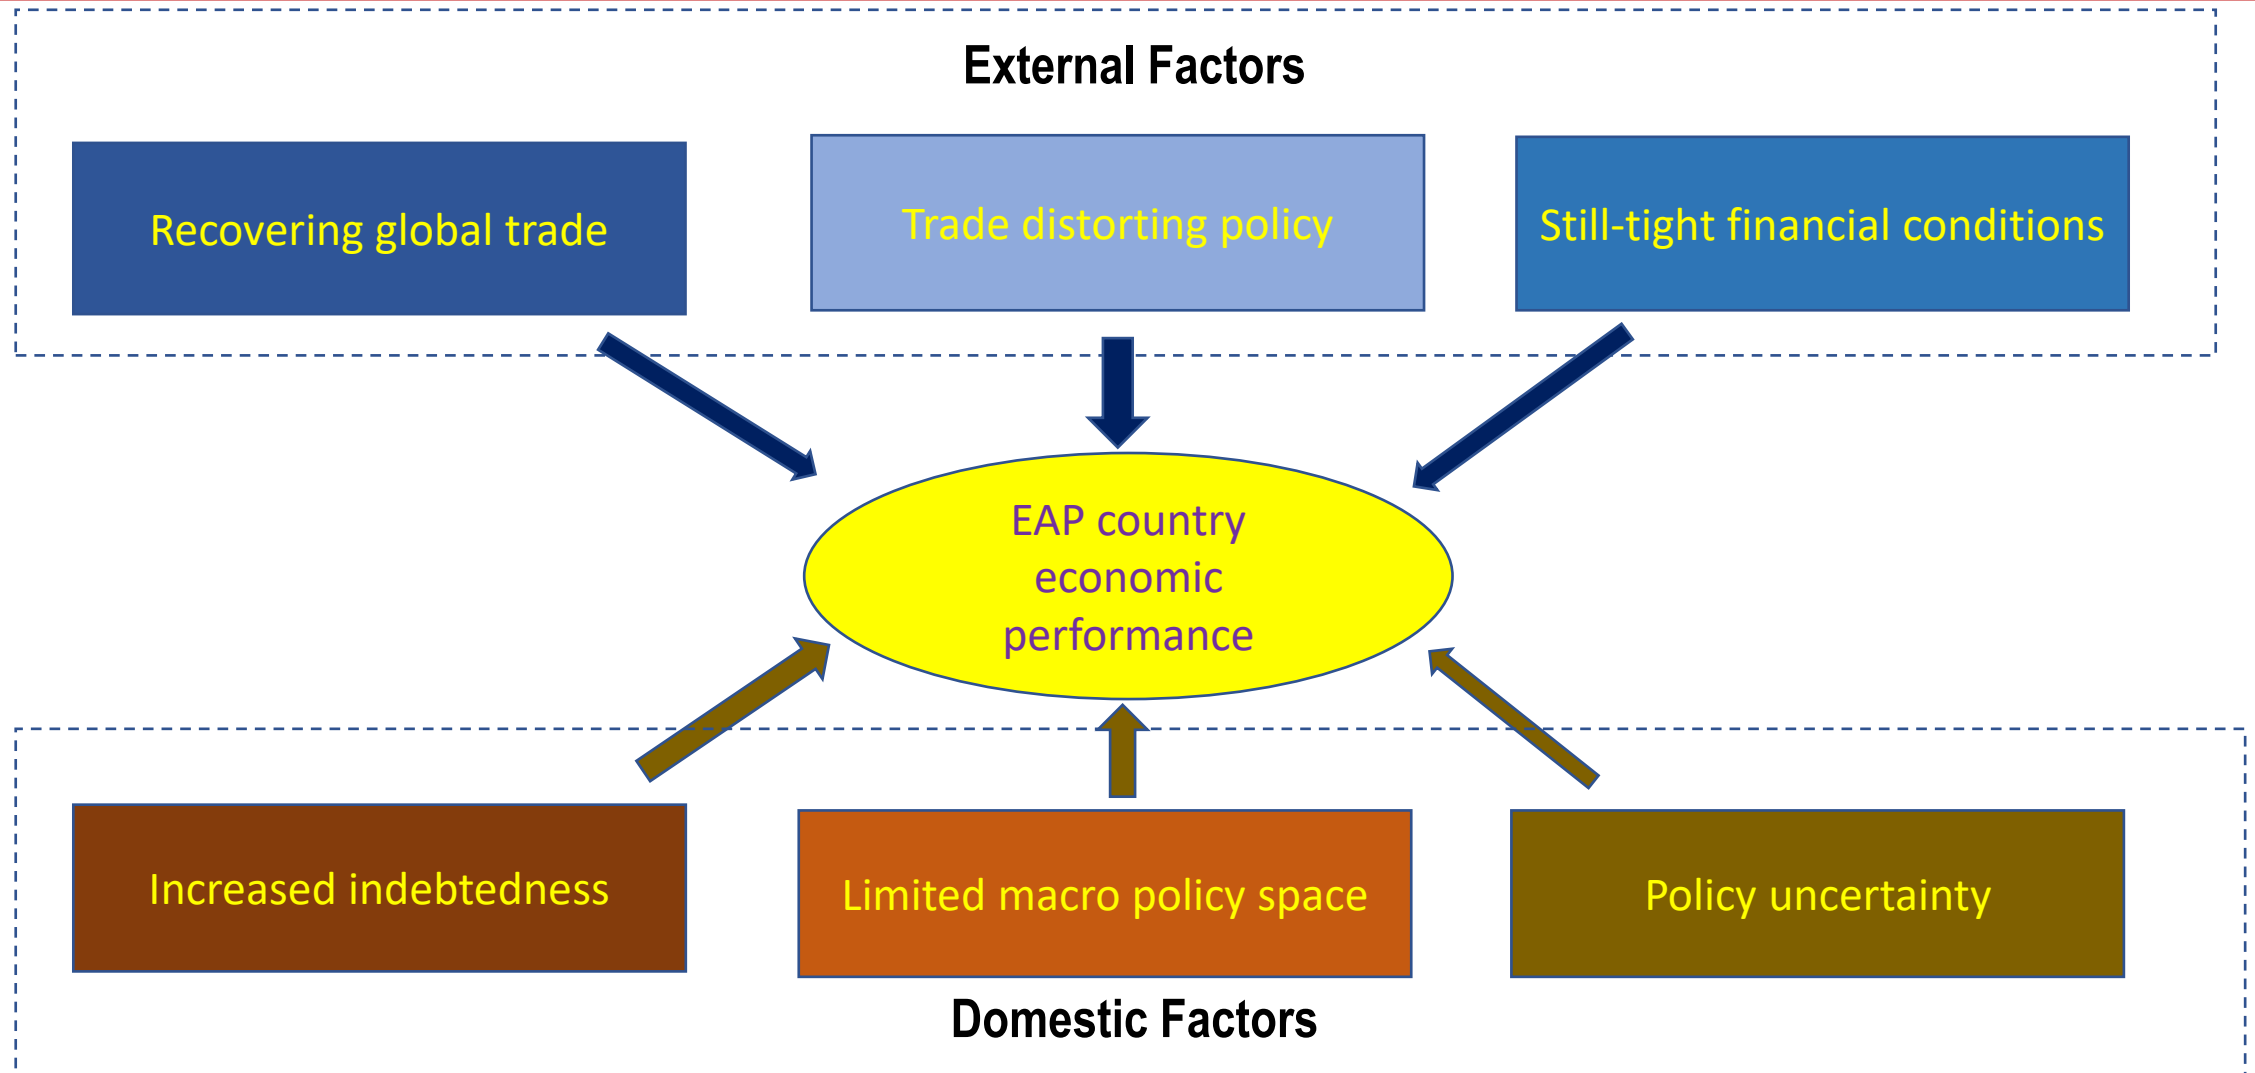 External Factors
Recovering global trade
Trade distorting policy
Still-tight financial conditions
EAP country
economic
performance
Increased indebtedness
Limited macro policy space
Policy uncertainty
Domestic Factors